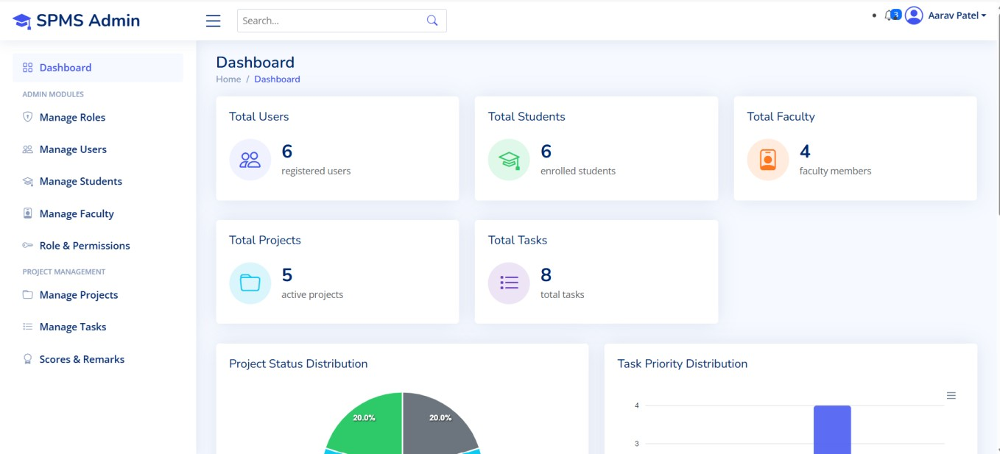 SPMS Admin
Search...
3
Aarav Patel
Dashboard
ADMIN MODULES
Manage Roles
Manage Users
Manage Students
Manage Faculty
Role & Permissions
PROJECT MANAGEMENT
Manage Projects
Manage Tasks
Scores & Remarks
Dashboard
Home / Dashboard
Total Users
6
registered users
Total Students
6
enrolled students
Total Faculty
4
faculty members
Total Projects
5
active projects
Total Tasks
8
total tasks
Project Status Distribution
20.0%
20.0%
Task Priority Distribution
4
3